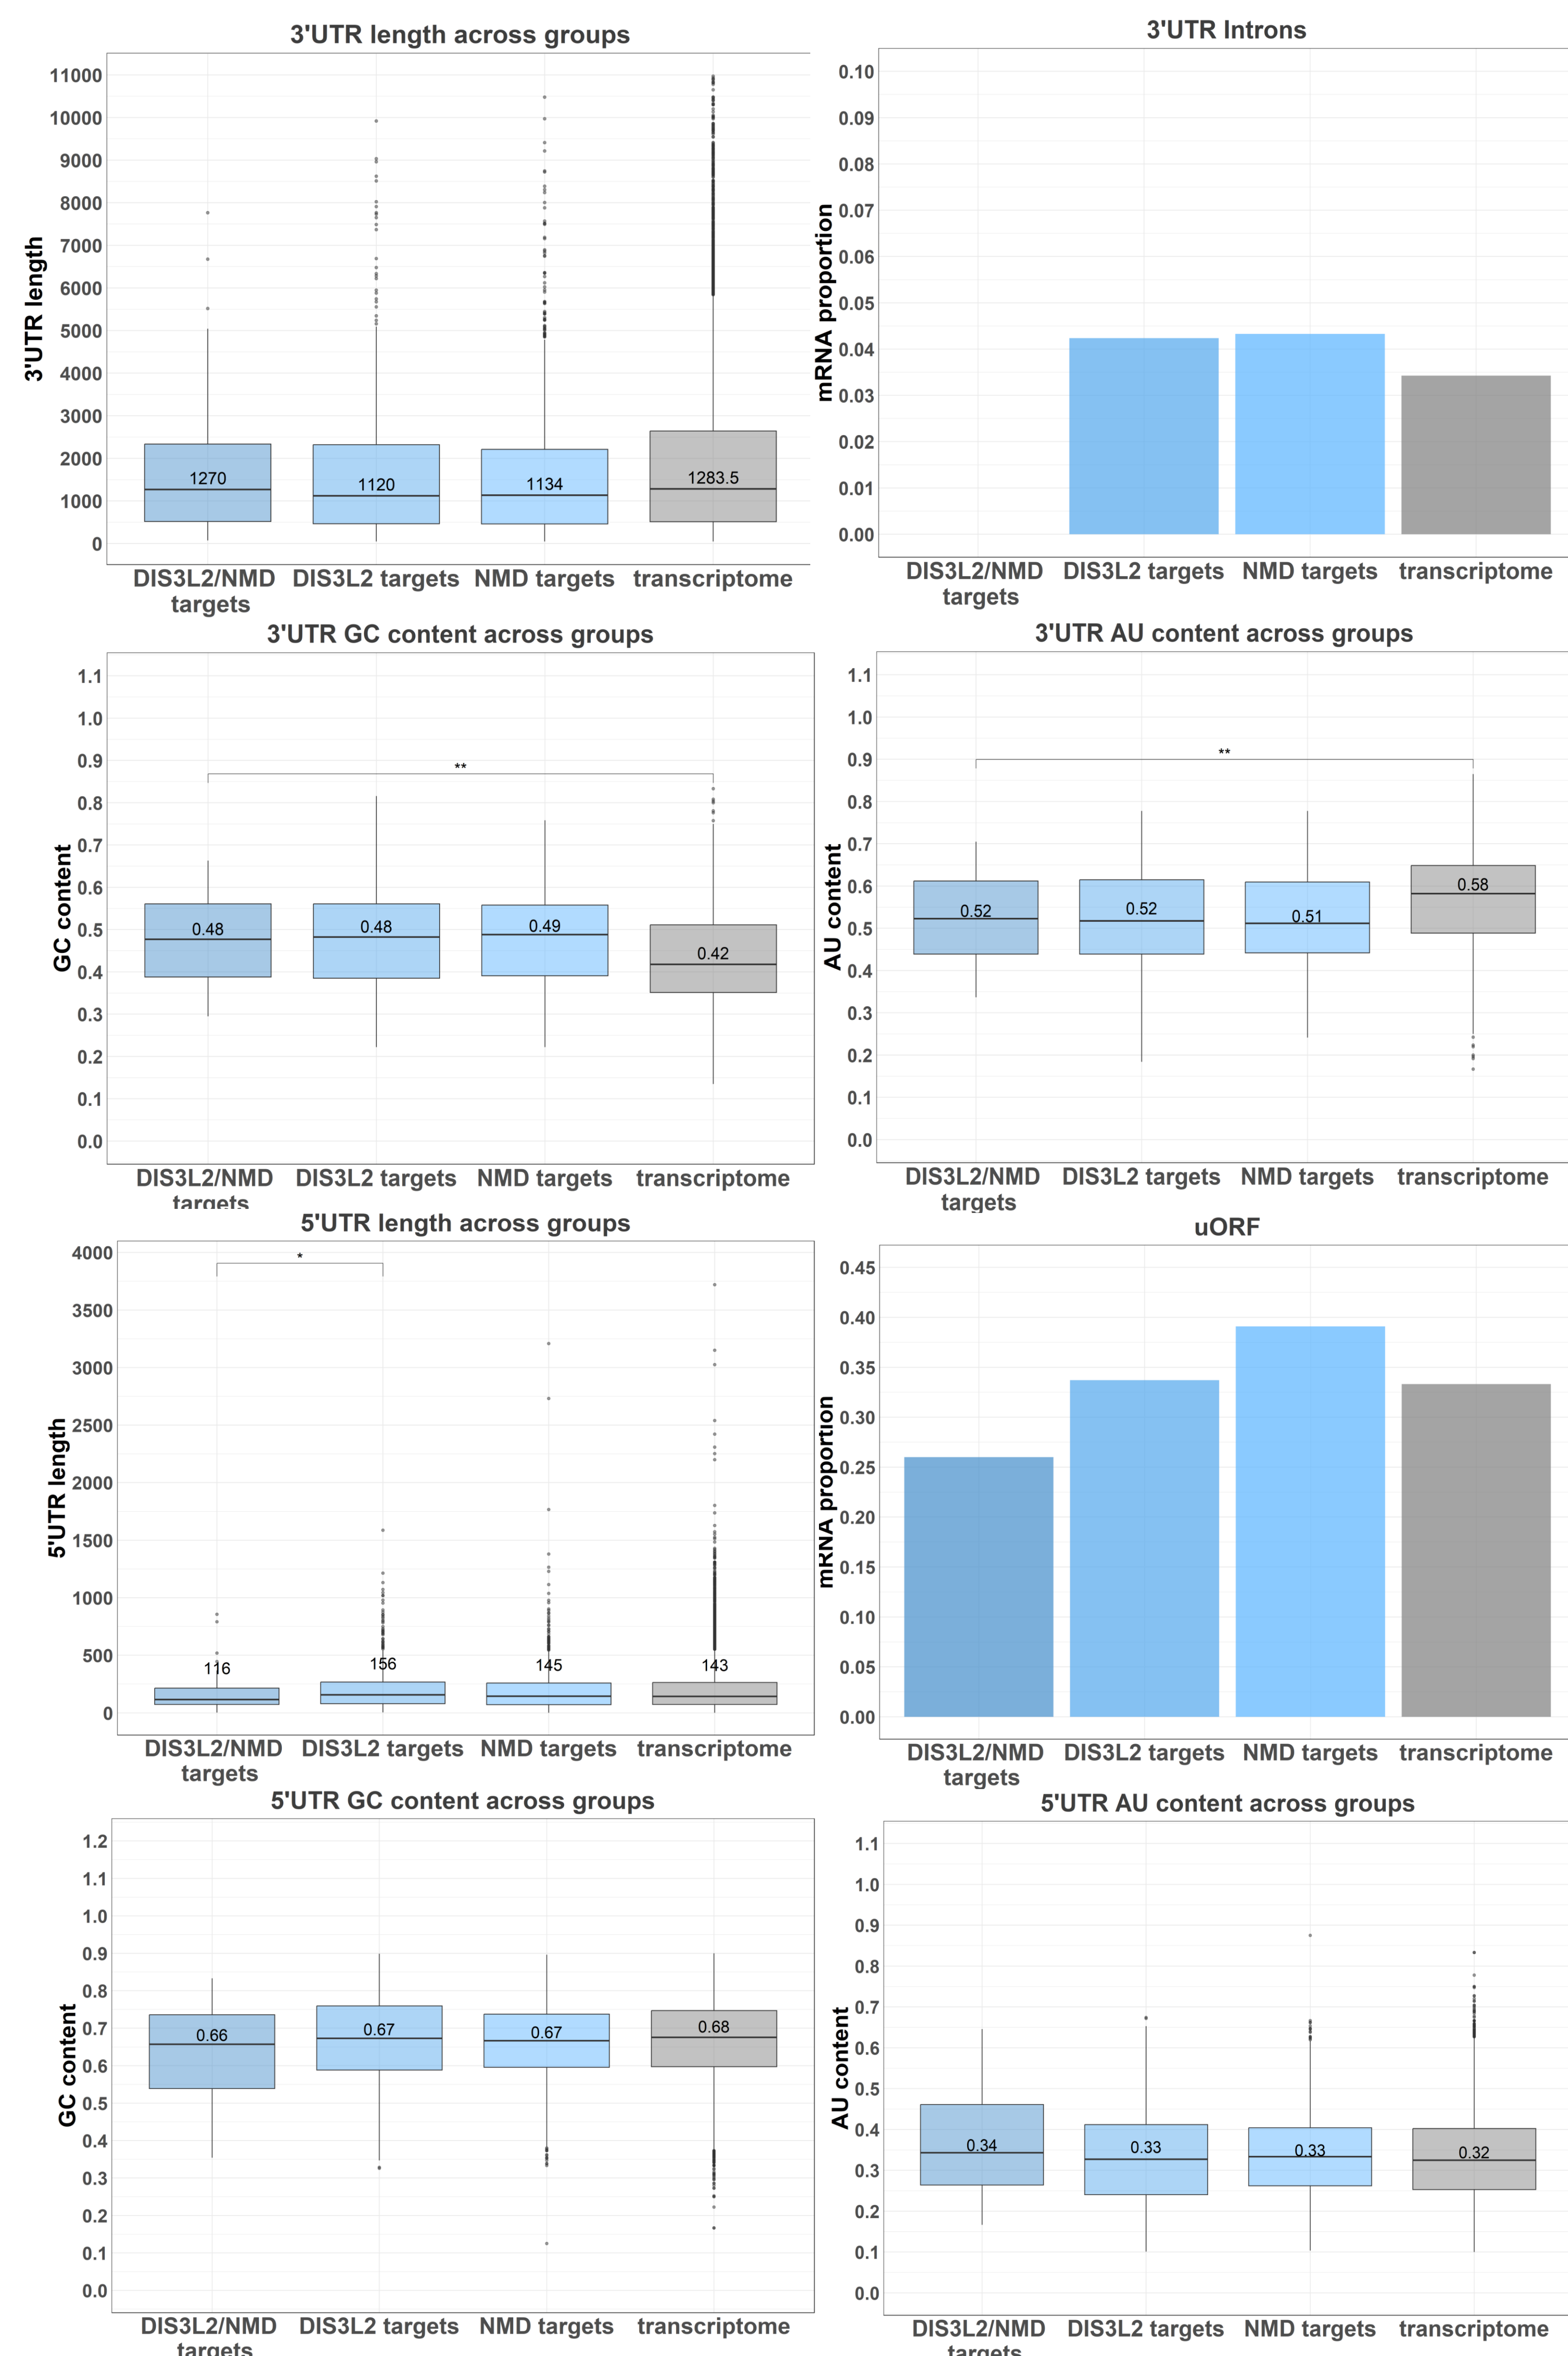 3'UTR length across groups
3'UTR length
11000
10000
9000
8000
7000
6000
5000
4000
3000
2000
1000
0
1270
1120
1134
1283.5
DIS3L2/NMD targets
DIS3L2 targets
NMD targets
transcriptome
3'UTR Introns
mRNA proportion
0.10
0.09
0.08
0.07
0.06
0.05
0.04
0.03
0.02
0.01
0.00
DIS3L2/NMD targets
DIS3L2 targets
NMD targets
transcriptome
3'UTR GC content across groups
GC content
1.1
1.0
0.9
0.8
0.7
0.6
0.5
0.4
0.3
0.2
0.1
0.0
**
0.48
0.48
0.49
0.42
DIS3L2/NMD targets
DIS3L2 targets
NMD targets
transcriptome
3'UTR AU content across groups
AU content
1.1
1.0
0.9
0.8
0.7
0.6
0.5
0.4
0.3
0.2
0.1
0.0
**
0.52
0.52
0.51
0.58
DIS3L2/NMD targets
DIS3L2 targets
NMD targets
transcriptome
5'UTR length across groups
5'UTR length
4000
3500
3000
2500
2000
1500
1000
500
0
*
116
156
145
143
DIS3L2/NMD targets
DIS3L2 targets
NMD targets
transcriptome
uORF
mRNA proportion
0.45
0.40
0.35
0.30
0.25
0.20
0.15
0.10
0.05
0.00
DIS3L2/NMD targets
DIS3L2 targets
NMD targets
transcriptome
5'UTR GC content across groups
GC content
1.2
1.1
1.0
0.9
0.8
0.7
0.6
0.5
0.4
0.3
0.2
0.1
0.0
0.66
0.67
0.67
0.68
DIS3L2/NMD targets
DIS3L2 targets
NMD targets
transcriptome
5'UTR AU content across groups
AU content
1.1
1.0
0.9
0.8
0.7
0.6
0.5
0.4
0.3
0.2
0.1
0.0
0.34
0.33
0.33
0.32
DIS3L2/NMD targets
DIS3L2 targets
NMD targets
transcriptome